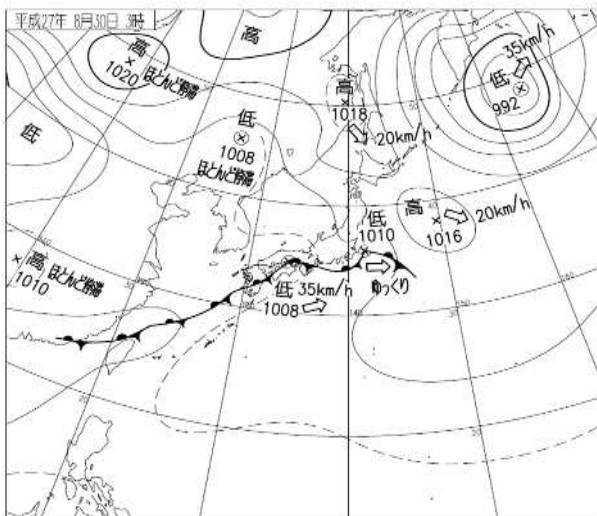 平成27年 8月30日 3時
高
1020
ほとんど停滞
高
低
992
35km/h
高
1018
20km/h
低
低
1008
ほとんど停滞
高
1016
20km/h
低
1010
ゆっくり
高
1010
ほとんど停滞
低
1008
35km/h